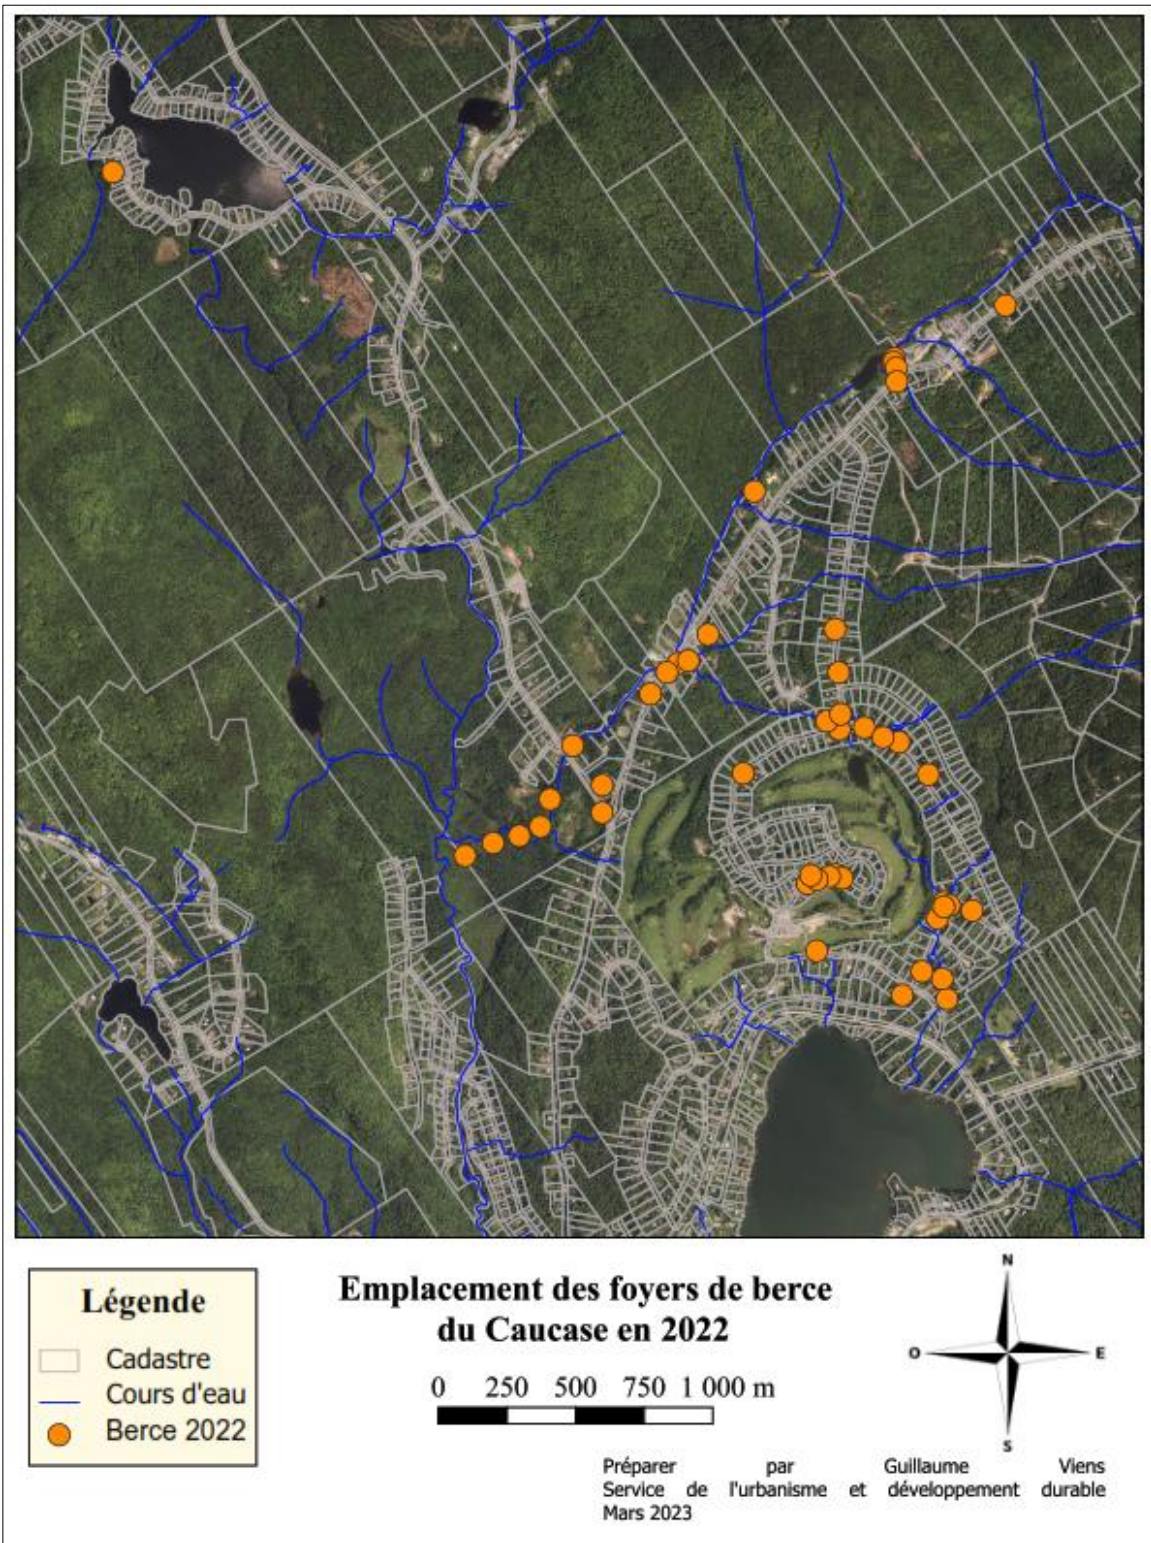 Légende
Cadastre
Cours d'eau
Berce 2022
Emplacement des foyers de berce
du Caucase en 2022
0 250 500 750 1 000 m
N
O
E
S
Préparer par Guillaume Viens
Service de l'urbanisme et développement durable
Mars 2023